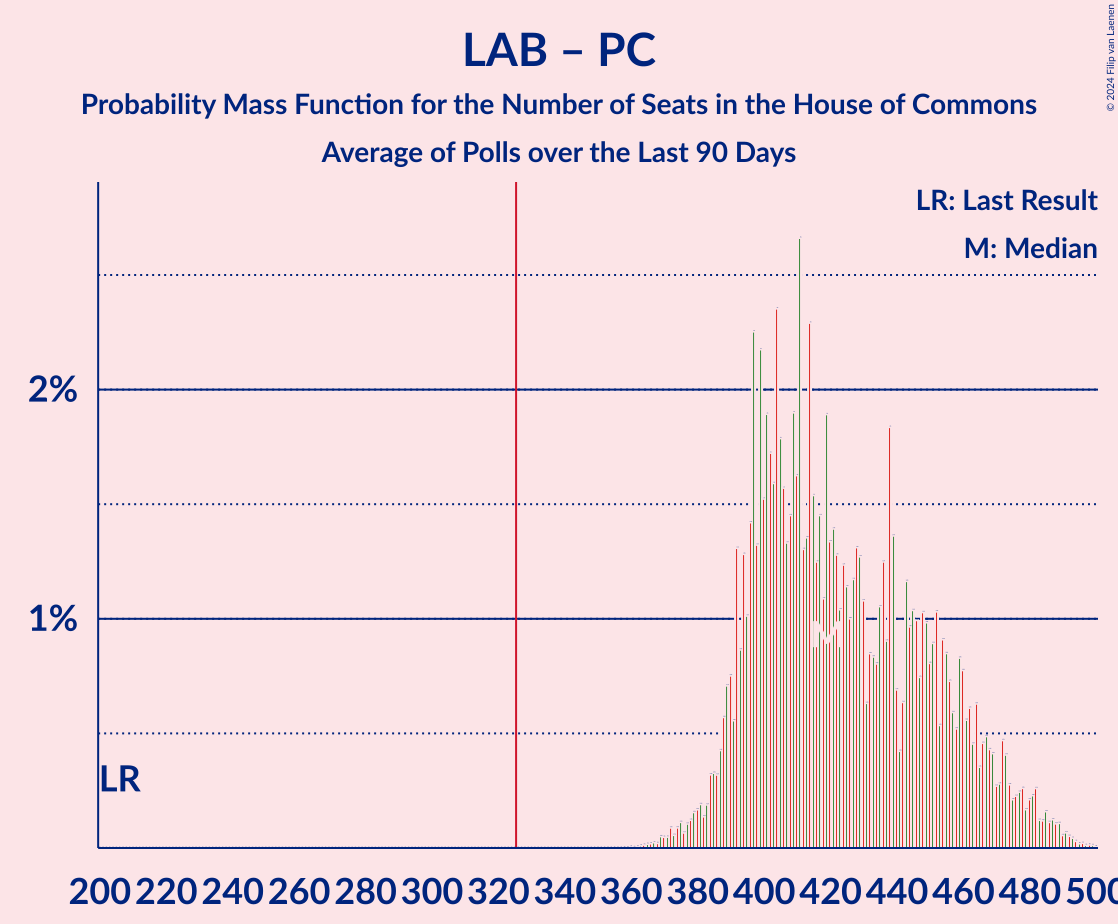 LAB – PC
Probability Mass Function for the Number of Seats in the House of Commons
Average of Polls over the Last 90 Days
© 2024 Filip van Laenen
LR: Last Result
M: Median
2%
1%
LR
M
200 220 240 260 280 300 320 340 360 380 400 420 440 460 480 500